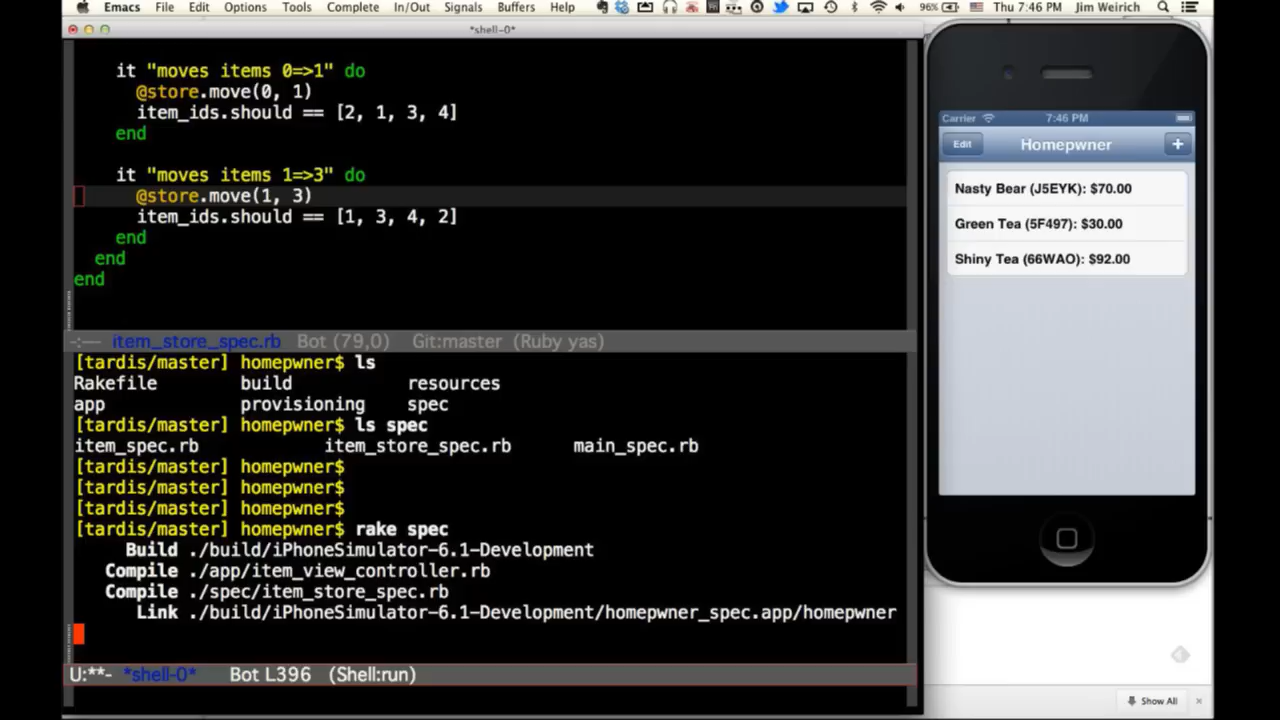 Emacs File Edit Options Tools Complete In/Out Signals Buffers Help 96% Thu 7:46 PM Jim Weirich
*shell-0*
it "moves items 0=>1" do
@store.move(0, 1)
item_ids.should == [2, 1, 3, 4]
end
it "moves items 1=>3" do
@store.move(1, 3)
item_ids.should == [1, 3, 4, 2]
end
end
end
-:-- item_store_spec.rb Bot (79,0) Git:master (Ruby yas)
[tardis/master] homepwner$ ls
Rakefile build resources
app provisioning spec
[tardis/master] homepwner$ ls spec
item_spec.rb item_store_spec.rb main_spec.rb
[tardis/master] homepwner$
[tardis/master] homepwner$
[tardis/master] homepwner$
[tardis/master] homepwner$ rake spec
Build ./build/iPhoneSimulator-6.1-Development
Compile ./app/item_view_controller.rb
Compile ./spec/item_store_spec.rb
Link ./build/iPhoneSimulator-6.1-Development/homepwner_spec.app/homepwner
U:**- *shell-0* Bot L396 (Shell:run)
Carrier 7:46 PM
Edit Homepwner +
Nasty Bear (J5EYK): $70.00
Green Tea (5F497): $30.00
Shiny Tea (66WAO): $92.00
Show All